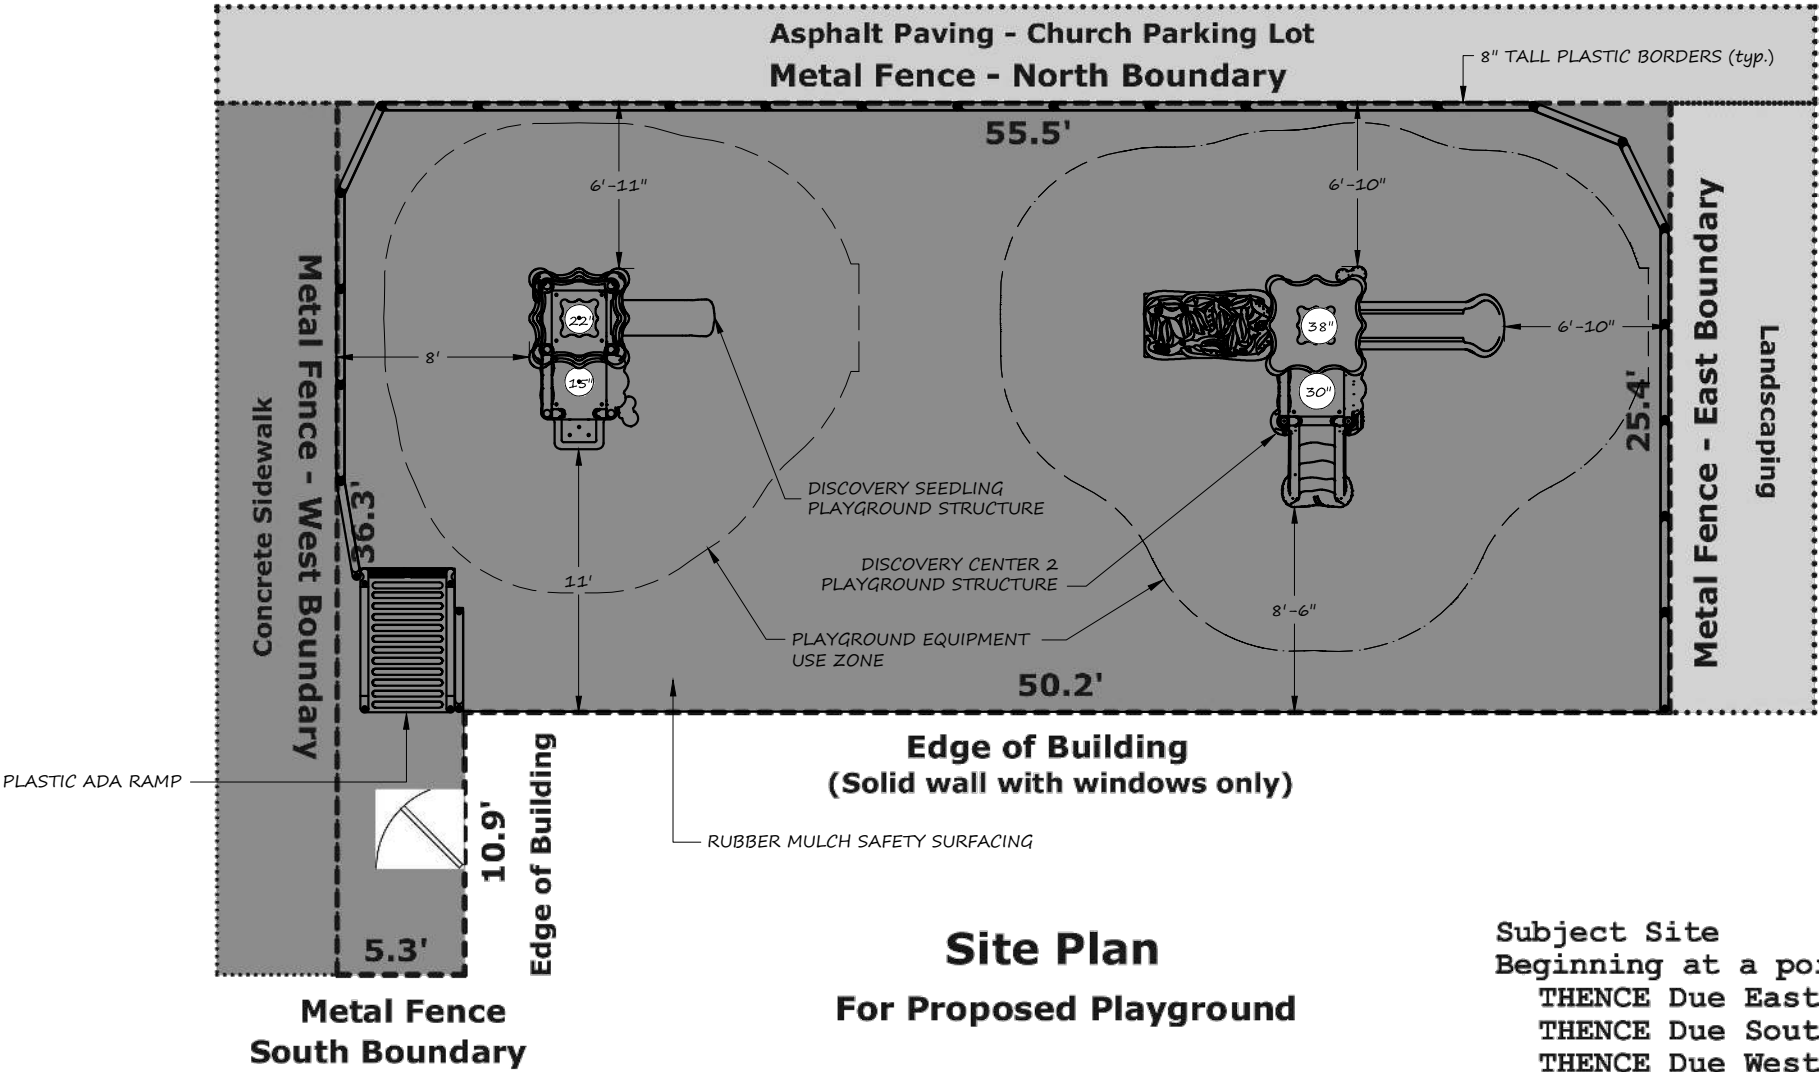 Asphalt Paving - Church Parking Lot
Metal Fence - North Boundary
8" TALL PLASTIC BORDERS (typ.)
55.5'
6'-11"
6'-10"
Metal Fence - West Boundary
Concrete Sidewalk
Metal Fence - East Boundary
Landscaping
22"
15"
8'
38"
30"
6'-10"
25.4'
36.3'
DISCOVERY SEEDLING
PLAYGROUND STRUCTURE
DISCOVERY CENTER 2
PLAYGROUND STRUCTURE
11'
8'-6"
PLAYGROUND EQUIPMENT
USE ZONE
50.2'
Edge of Building
(Solid wall with windows only)
PLASTIC ADA RAMP
10.9'
Edge of Building
RUBBER MULCH SAFETY SURFACING
5.3'
Metal Fence
South Boundary
Site Plan
For Proposed Playground
Subject Site
Beginning at a
THENCE Due East
THENCE Due
THENCE Due West